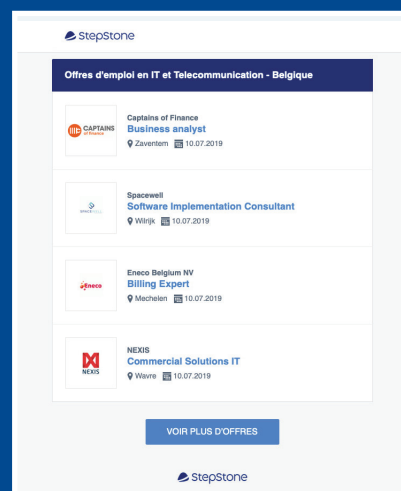 StepStone
Offres d'emploi en IT et Telecommunication - Belgique
CAPTAINS
of finance
Captains of Finance
Business analyst
Zaventem 10.07.2019
Spacewell
Software Implementation Consultant
Wilrijk 10.07.2019
Eneco
Eneco Belgium NV
Billing Expert
Mechelen 10.07.2019
NEXIS
NEXIS
Commercial Solutions IT
Wavre 10.07.2019
VOIR PLUS D'OFFRES
StepStone